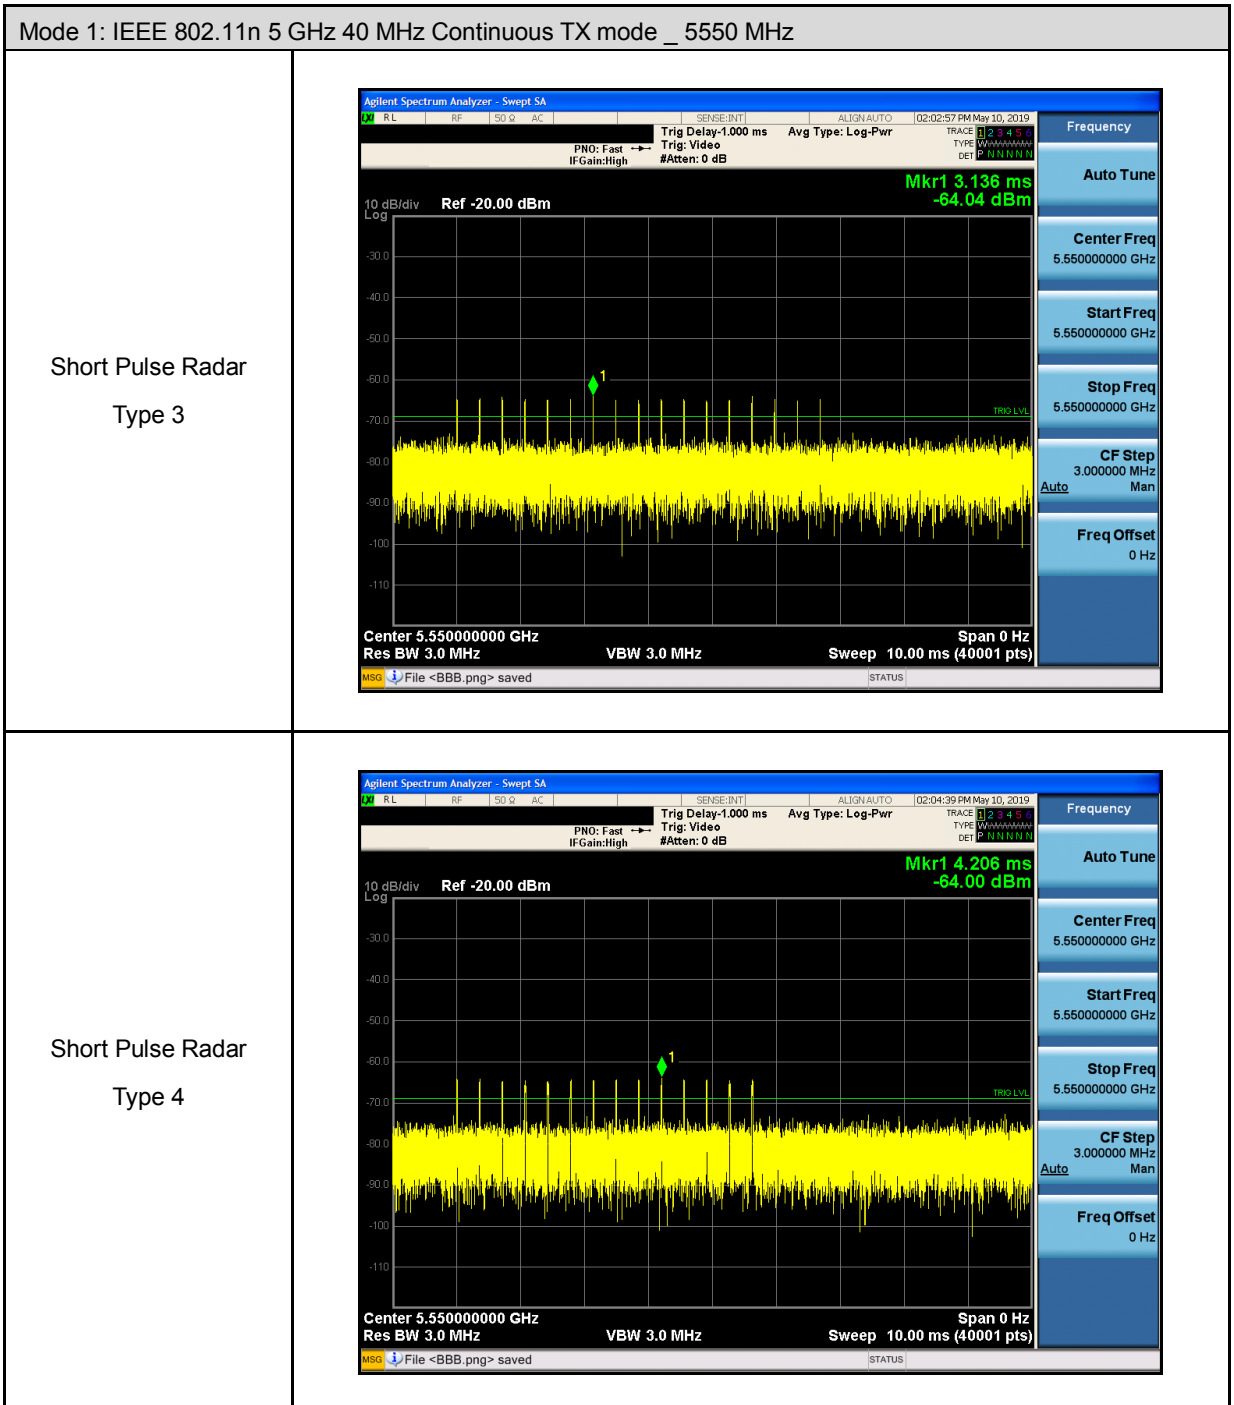 Mode 1: IEEE 802.11n 5 GHz 40 MHz Continuous TX mode _ 5550 MHz
Short Pulse Radar
Type 3
Agilent Spectrum Analyzer - Swept SA
LXI RL RF 50 Ω AC SENSE:INT ALIGN AUTO 02:02:57 PM May 10, 2019
Trig Delay-1.000 ms Avg Type: Log-Pwr TRACE 1 2 3 4 5 6
PNO: Fast Trig: Video TYPE W
IFGain:High #Atten: 0 dB DET P N N N N N
Mkr1 3.136 ms
-64.04 dBm
10 dB/div Ref -20.00 dBm
Log
-30.0
-40.0
-50.0
-60.0
1
TRIG LVL
-70.0
-80.0
-90.0
-100
-110
Center 5.550000000 GHz Span 0 Hz
Res BW 3.0 MHz VBW 3.0 MHz Sweep 10.00 ms (40001 pts)
MSG File <BBB.png> saved STATUS
Frequency
Auto Tune
Center Freq
5.550000000 GHz
Start Freq
5.550000000 GHz
Stop Freq
5.550000000 GHz
CF Step
3.000000 MHz
Auto Man
Freq Offset
0 Hz
Short Pulse Radar
Type 4
Agilent Spectrum Analyzer - Swept SA
LXI RL RF 50 Ω AC SENSE:INT ALIGN AUTO 02:04:39 PM May 10, 2019
Trig Delay-1.000 ms Avg Type: Log-Pwr TRACE 1 2 3 4 5 6
PNO: Fast Trig: Video TYPE W
IFGain:High #Atten: 0 dB DET P N N N N N
Mkr1 4.206 ms
-64.00 dBm
10 dB/div Ref -20.00 dBm
Log
-30.0
-40.0
-50.0
-60.0
1
TRIG LVL
-70.0
-80.0
-90.0
-100
-110
Center 5.550000000 GHz Span 0 Hz
Res BW 3.0 MHz VBW 3.0 MHz Sweep 10.00 ms (40001 pts)
MSG File <BBB.png> saved STATUS
Frequency
Auto Tune
Center Freq
5.550000000 GHz
Start Freq
5.550000000 GHz
Stop Freq
5.550000000 GHz
CF Step
3.000000 MHz
Auto Man
Freq Offset
0 Hz